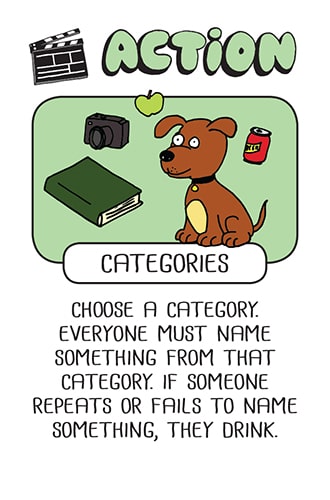 ACTION
BEER
CATEGORIES
CHOOSE A CATEGORY.
EVERYONE MUST NAME
SOMETHING FROM THAT
CATEGORY. IF SOMEONE
REPEATS OR FAILS TO NAME
SOMETHING, THEY DRINK.